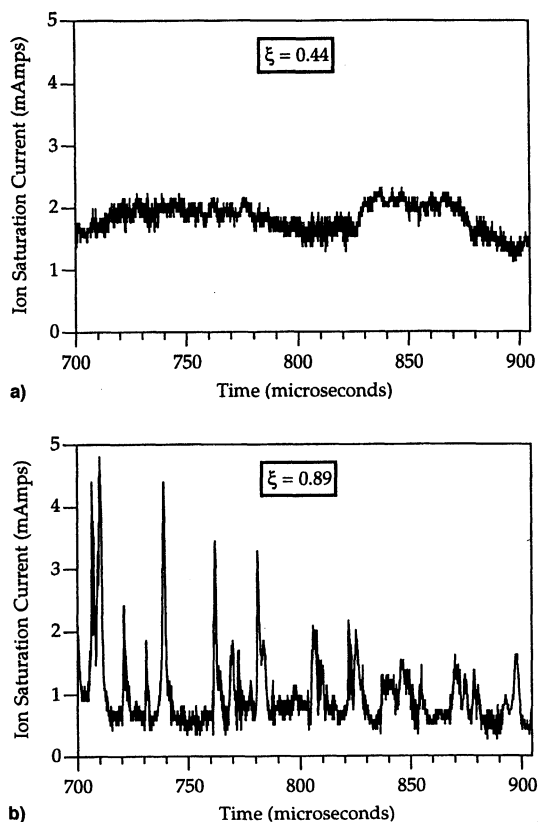 5
4
3
2
1
0
Ion Saturation Current (mAmps)
ξ = 0.44
700 750 800 850 900
Time (microseconds)
a)
5
4
3
2
1
0
Ion Saturation Current (mAmps)
ξ = 0.89
700 750 800 850 900
Time (microseconds)
b)